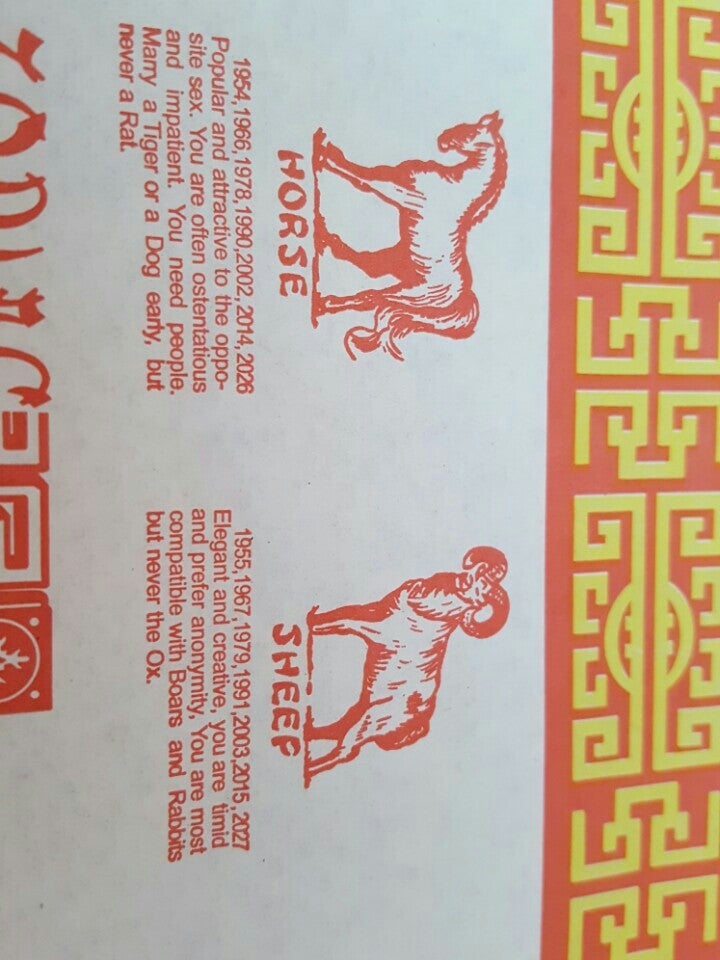 HORSE
1954,1966,1978,1990,2002,2014,2026
Popular and attractive to the oppo-
site sex. You are often ostentatious
and impatient. You need people.
Marry a Tiger or a Dog early, but
never a Rat.
SHEEP
1955,1967,1979,1991,2003,2015,2027
Elegant and creative, you are timid
and prefer anonymity, You are most
compatible with Boars and Rabbits
but never the Ox.
ZODIAC